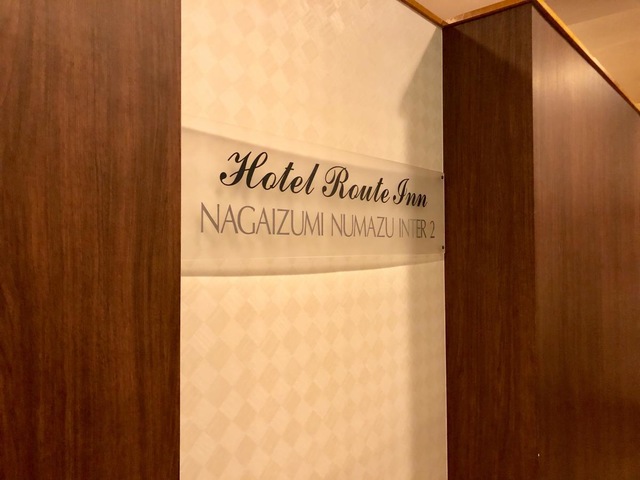 Hotel Route Inn
NAGAIZUMI NUMAZU INTER 2